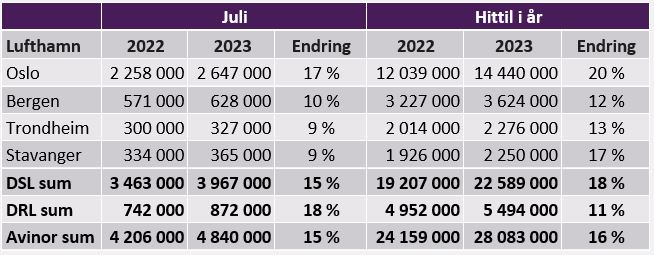 Juli Hittil i år
Lufthamn 2022 2023 Endring 2022 2023 Endring
Oslo 2 258 000 2 647 000 17 % 12 039 000 14 440 000 20 %
Bergen 571 000 628 000 10 % 3 227 000 3 624 000 12 %
Trondheim 300 000 327 000 9 % 2 014 000 2 276 000 13 %
Stavanger 334 000 365 000 9 % 1 926 000 2 250 000 17 %
DSL sum 3 463 000 3 967 000 15 % 19 207 000 22 589 000 18 %
DRL sum 742 000 872 000 18 % 4 952 000 5 494 000 11 %
Avinor sum 4 206 000 4 840 000 15 % 24 159 000 28 083 000 16 %